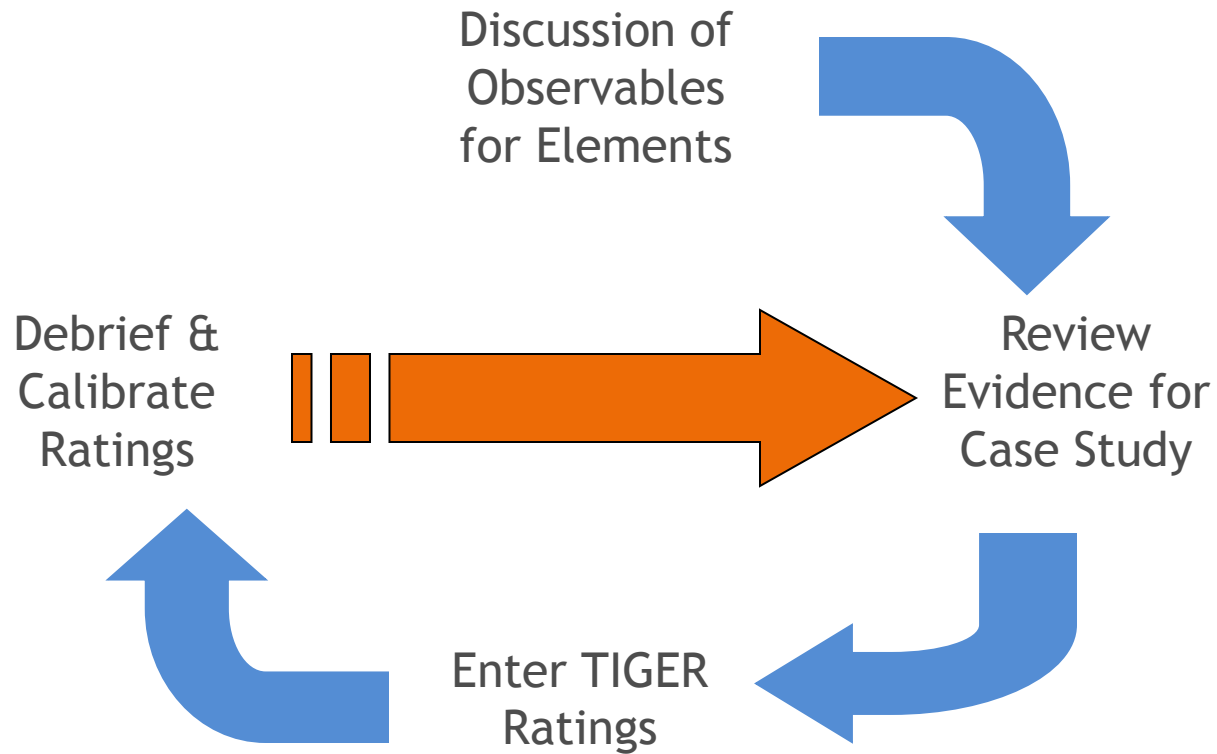 Discussion of
Observables
for Elements
Debrief &
Calibrate
Ratings
Review
Evidence for
Case Study
Enter TIGER
Ratings